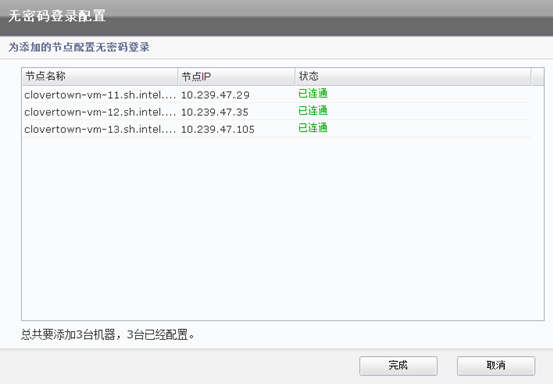 无密码登录配置
为添加的节点配置无密码登录
节点名称 节点IP 状态
clovertown-vm-11.sh.intel.... 10.239.47.29 已连通
clovertown-vm-12.sh.intel.... 10.239.47.35 已连通
clovertown-vm-13.sh.intel.... 10.239.47.105 已连通
总共要添加3台机器，3台已经配置。
完成 取消